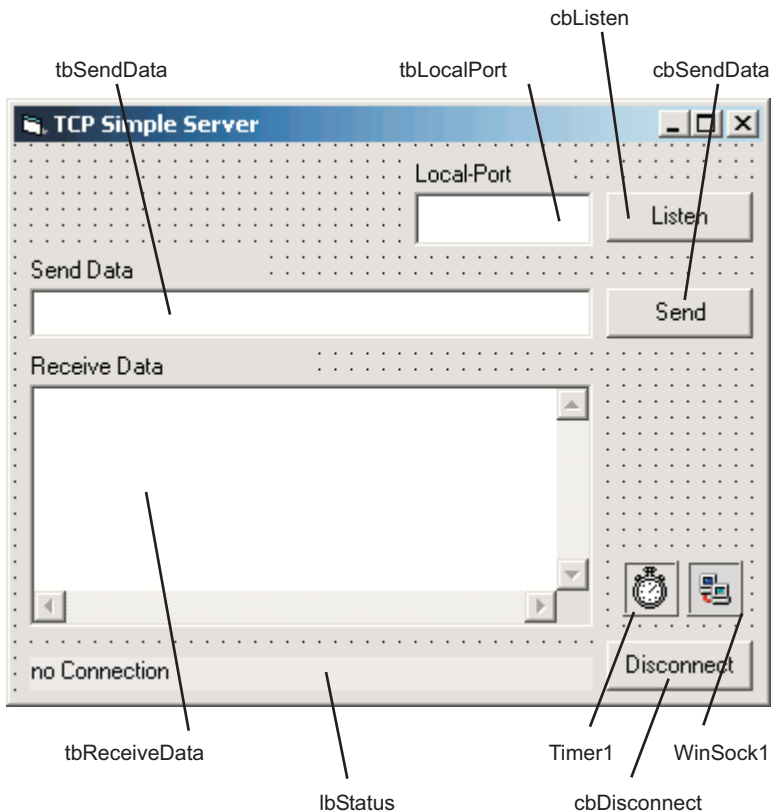 cbListen
tbSendData
tbLocalPort
cbSendData
TCP Simple Server
Local-Port
Listen
Send Data
Send
Receive Data
no Connection
Disconnect
tbReceiveData
Timer1
WinSock1
lbStatus
cbDisconnect